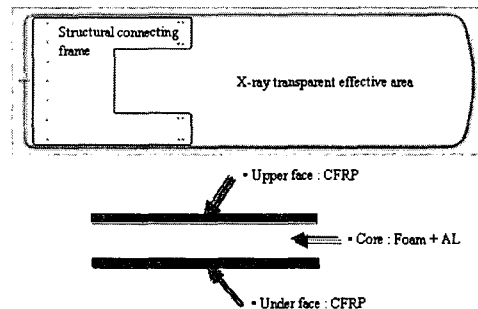 Structural connecting
frame
X-ray transparent effective area
▪ Upper face : CFRP
▪ Core : Foam + AL
▪ Under face : CFRP